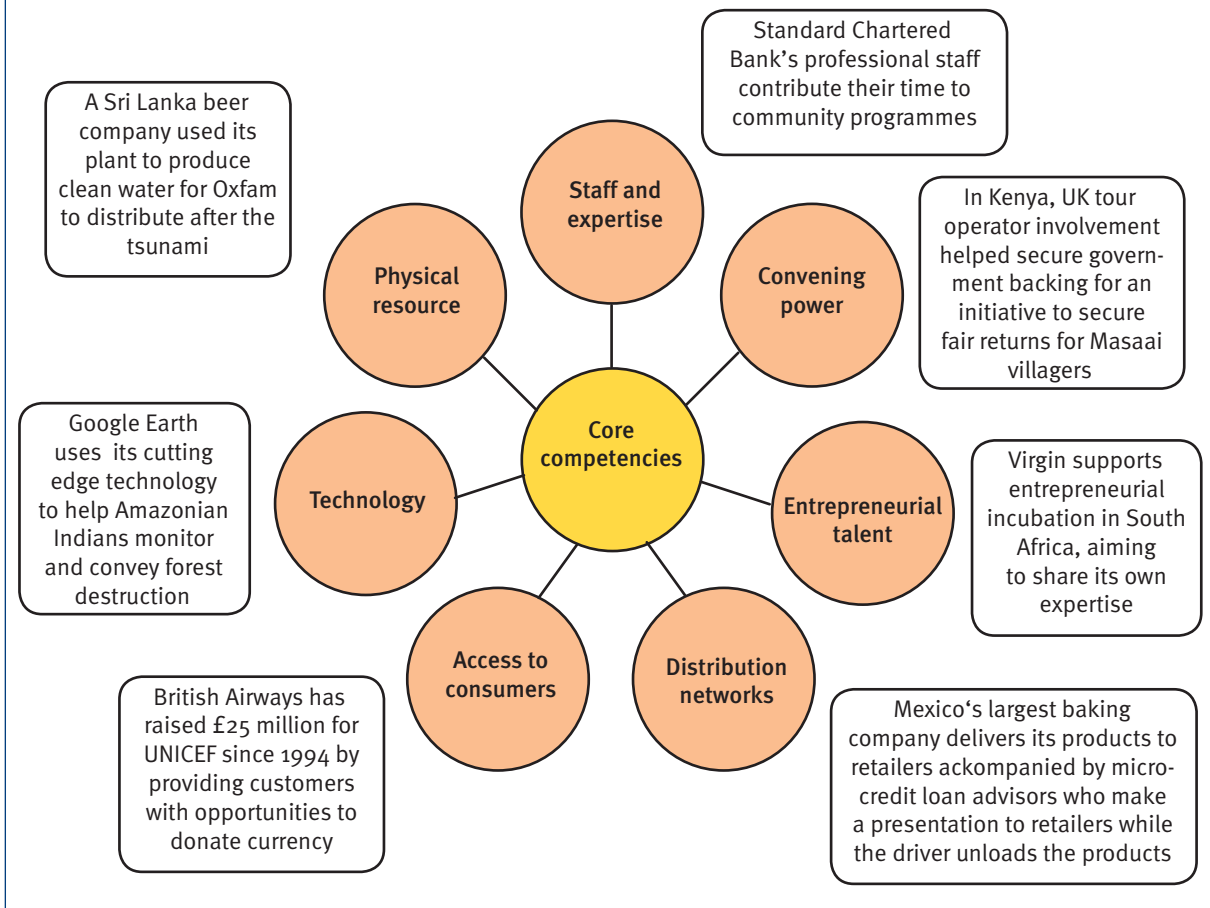 Standard Chartered
Bank's professional staff
contribute their time to
community programmes
A Sri Lanka beer
company used its
plant to produce
clean water for Oxfam
to distribute after the
tsunami
Staff and
expertise
In Kenya, UK tour
operator involvement
helped secure govern-
ment backing for an
initiative to secure
fair returns for Masaai
villagers
Physical
resource
Convening
power
Google Earth
uses its cutting
edge technology
to help Amazonian
Indians monitor
and convey forest
destruction
Core
competencies
Technology
Entrepreneurial
talent
Virgin supports
entrepreneurial
incubation in South
Africa, aiming
to share its own
expertise
Access to
consumers
Distribution
networks
British Airways has
raised £25 million for
UNICEF since 1994 by
providing customers
with opportunities to
donate currency
Mexico‘s largest baking
company delivers its products to
retailers ackompanied by micro-
credit loan advisors who make
a presentation to retailers while
the driver unloads the products